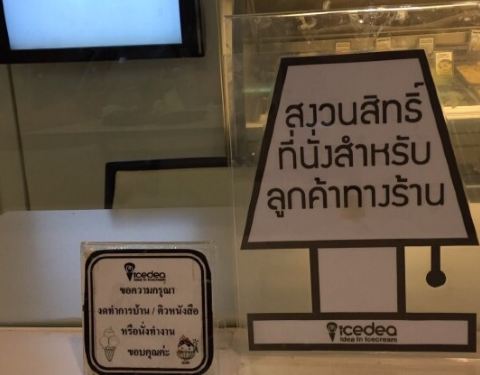 สงวนสิทธิ์
ที่นั่งสำหรับ
ลูกค้าทางร้าน
icedea
Idea in Icecream
icedea
Idea in Icecream
ขอความกรุณา
งดทำการบ้าน / ติวหนังสือ
หรือนั่งทำงาน
ขอบคุณค่ะ